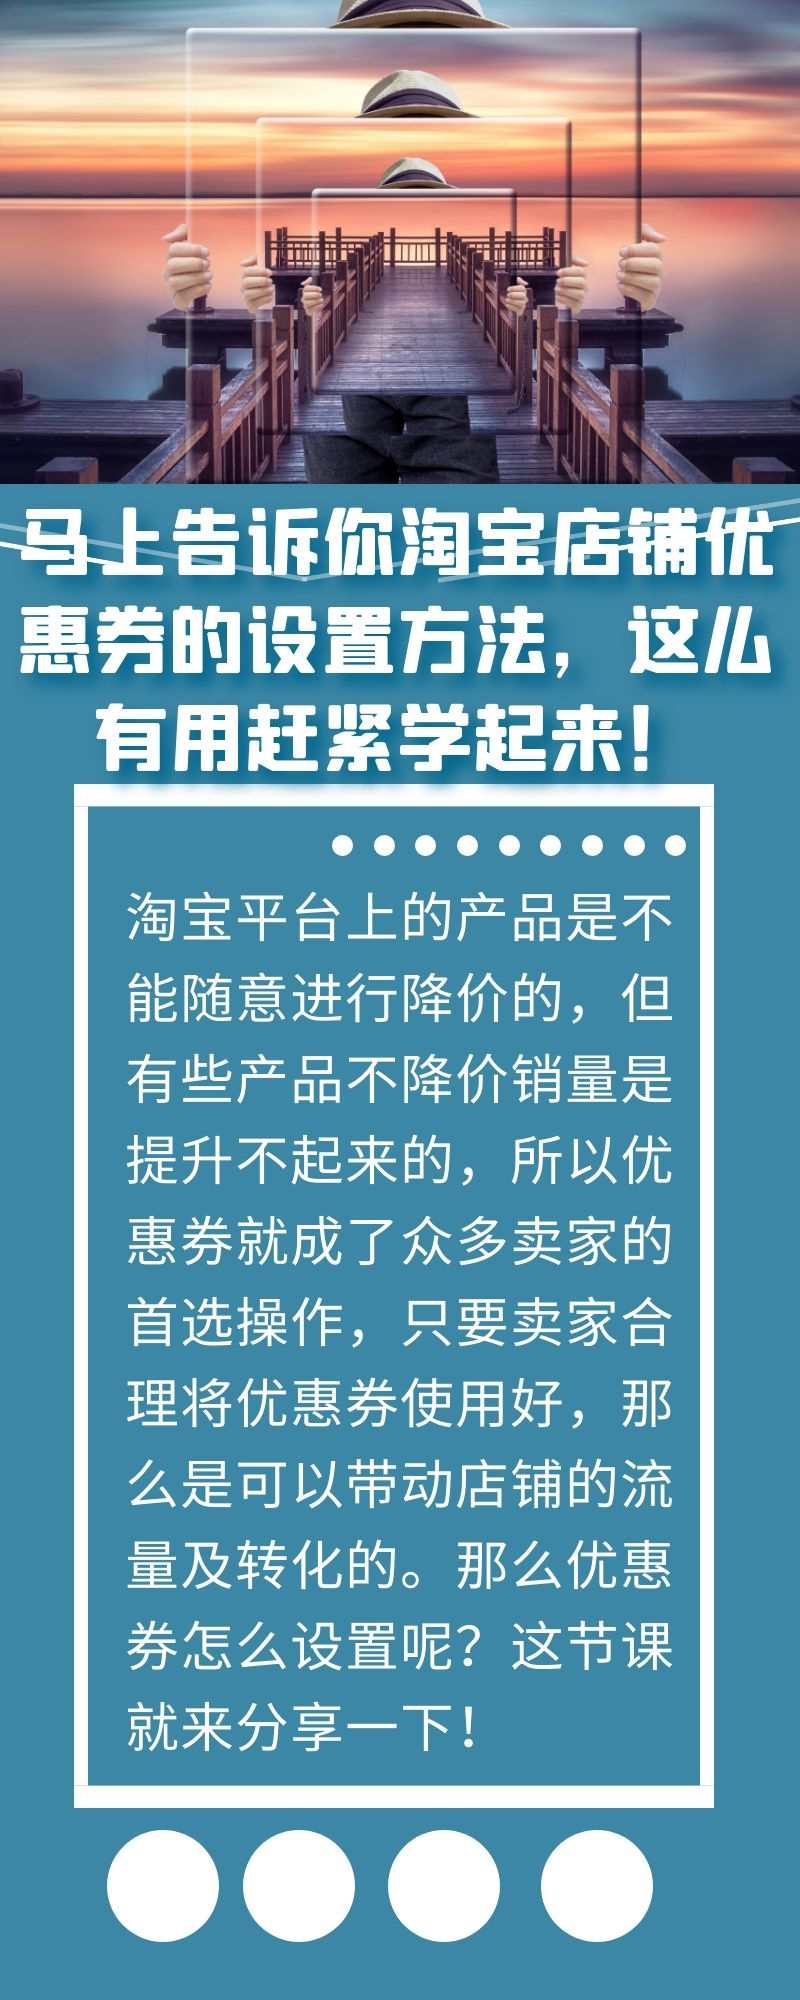 马上告诉你淘宝店铺优
惠券的设置方法，这么
有用赶紧学起来！
淘宝平台上的产品是不
能随意进行降价的，但
有些产品不降价销量是
提升不起来的，所以优
惠券就成了众多卖家的
首选操作，只要卖家合
理将优惠券使用好，那
么是可以带动店铺的流
量及转化的。那么优惠
券怎么设置呢？这节课
就来分享一下！